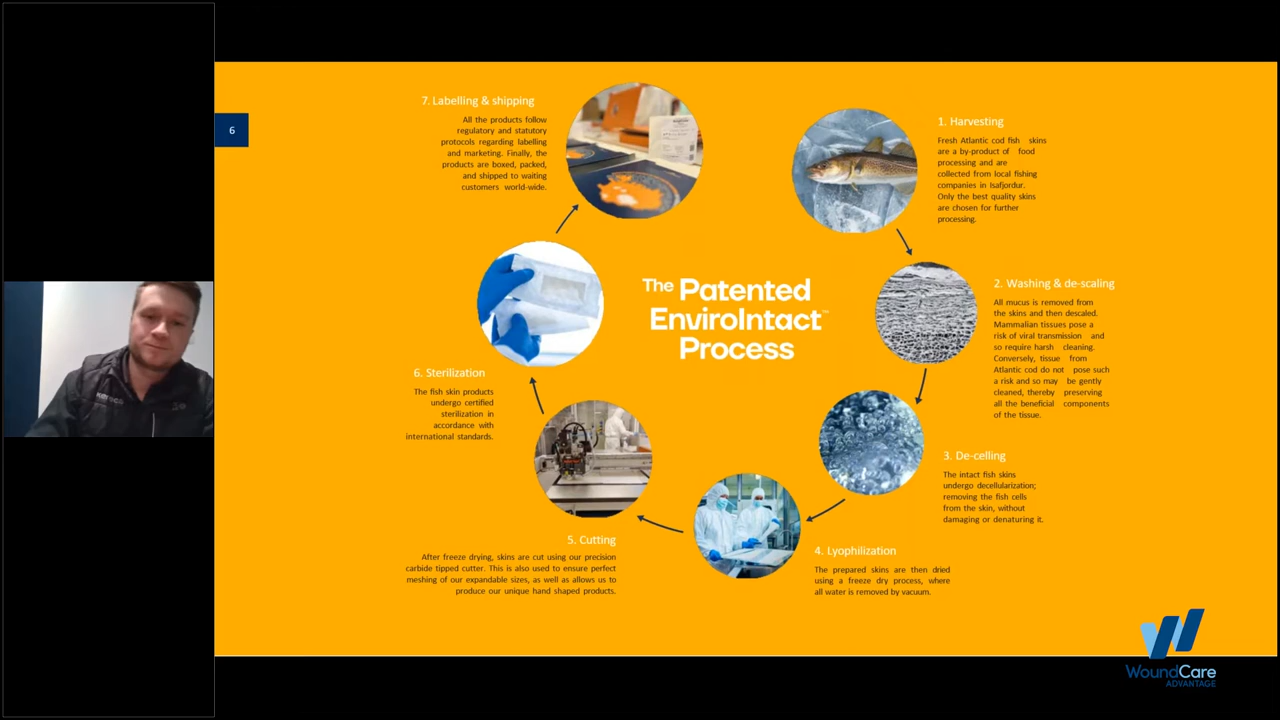 6
The Patented
EnviroIntact™
Process
1. Harvesting
Fresh Atlantic cod fish skins
are a by-product of food
processing and are
collected from local fishing
companies in Isafjordur.
Only the best quality skins
are chosen for further
processing.
2. Washing & de-scaling
All mucus is removed from
the skins and then descaled.
Mammalian tissues pose a
risk of viral transmission and
so require harsh cleaning.
Conversely, tissue from
Atlantic cod do not pose such
a risk and so may be gently
cleaned, thereby preserving
all the beneficial components
of the tissue.
3. De-celling
The intact fish skins
undergo decellularization;
removing the fish cells
from the skin, without
damaging or denaturing it.
4. Lyophilization
The prepared skins are then dried
using a freeze dry process, where
all water is removed by vacuum.
5. Cutting
After freeze drying, skins are cut using our precision
carbide tipped cutter. This is also used to ensure perfect
meshing of our expandable sizes, as well as allows us to
produce our unique hand shaped products.
6. Sterilization
The fish skin products
undergo certified
sterilization in
accordance with
international standards.
7. Labelling & shipping
All the products follow
regulatory and statutory
protocols regarding labelling
and marketing. Finally, the
products are boxed, packed,
and shipped to waiting
customers world-wide.
WoundCare
ADVANTAGE